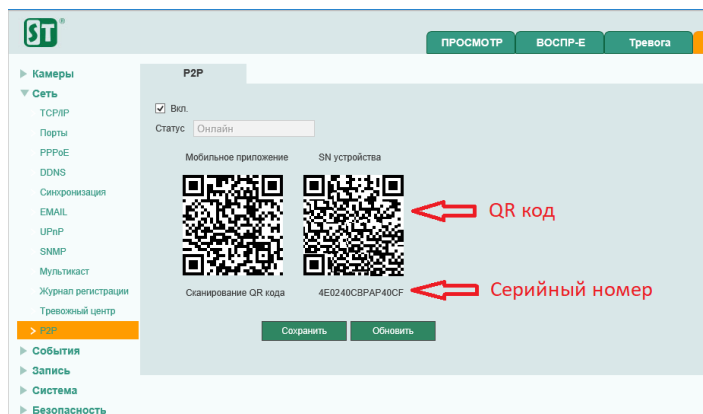 ST®
ПРОСМОТР
ВОСПР-Е
Тревога
Камеры
Сеть
TCP/IP
Порты
PPPoE
DDNS
Синхронизация
EMAIL
UPnP
SNMP
Мультикаст
Журнал регистрации
Тревожный центр
P2P
События
Запись
Система
Безопасность
P2P
Вкл.
Статус Онлайн
Мобильное приложение
SN устройства
QR код
Сканирование QR кода
4E0240CBPAP40CF
Серийный номер
Сохранить
Обновить